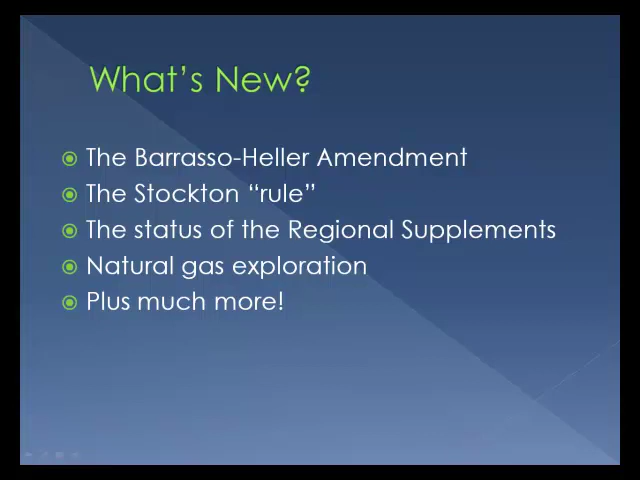 What’s New?
The Barrasso-Heller Amendment
The Stockton “rule”
The status of the Regional Supplements
Natural gas exploration
Plus much more!